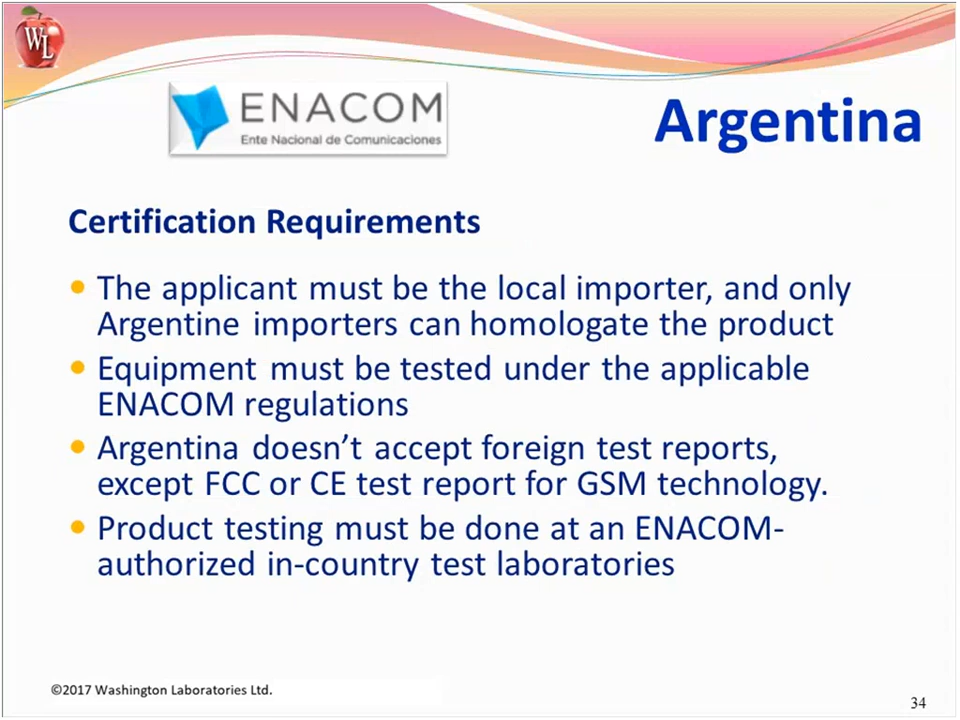 WL
ENACOM
Ente Nacional de Comunicaciones
Argentina
Certification Requirements
• The applicant must be the local importer, and only
Argentine importers can homologate the product
• Equipment must be tested under the applicable
ENACOM regulations
• Argentina doesn’t accept foreign test reports,
except FCC or CE test report for GSM technology.
• Product testing must be done at an ENACOM-
authorized in-country test laboratories
©2017 Washington Laboratories Ltd.
34